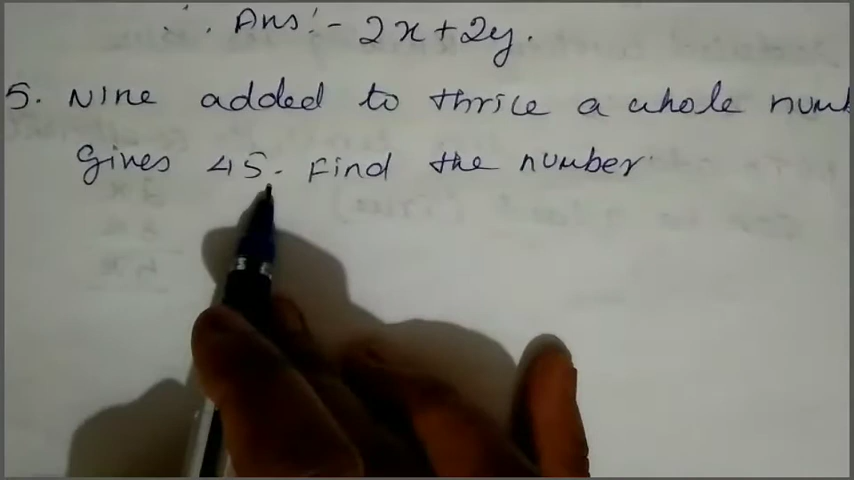 ∴ Ans:- 2x+2y.
5. Nine added to thrice a whole num
gives 45. Find the number